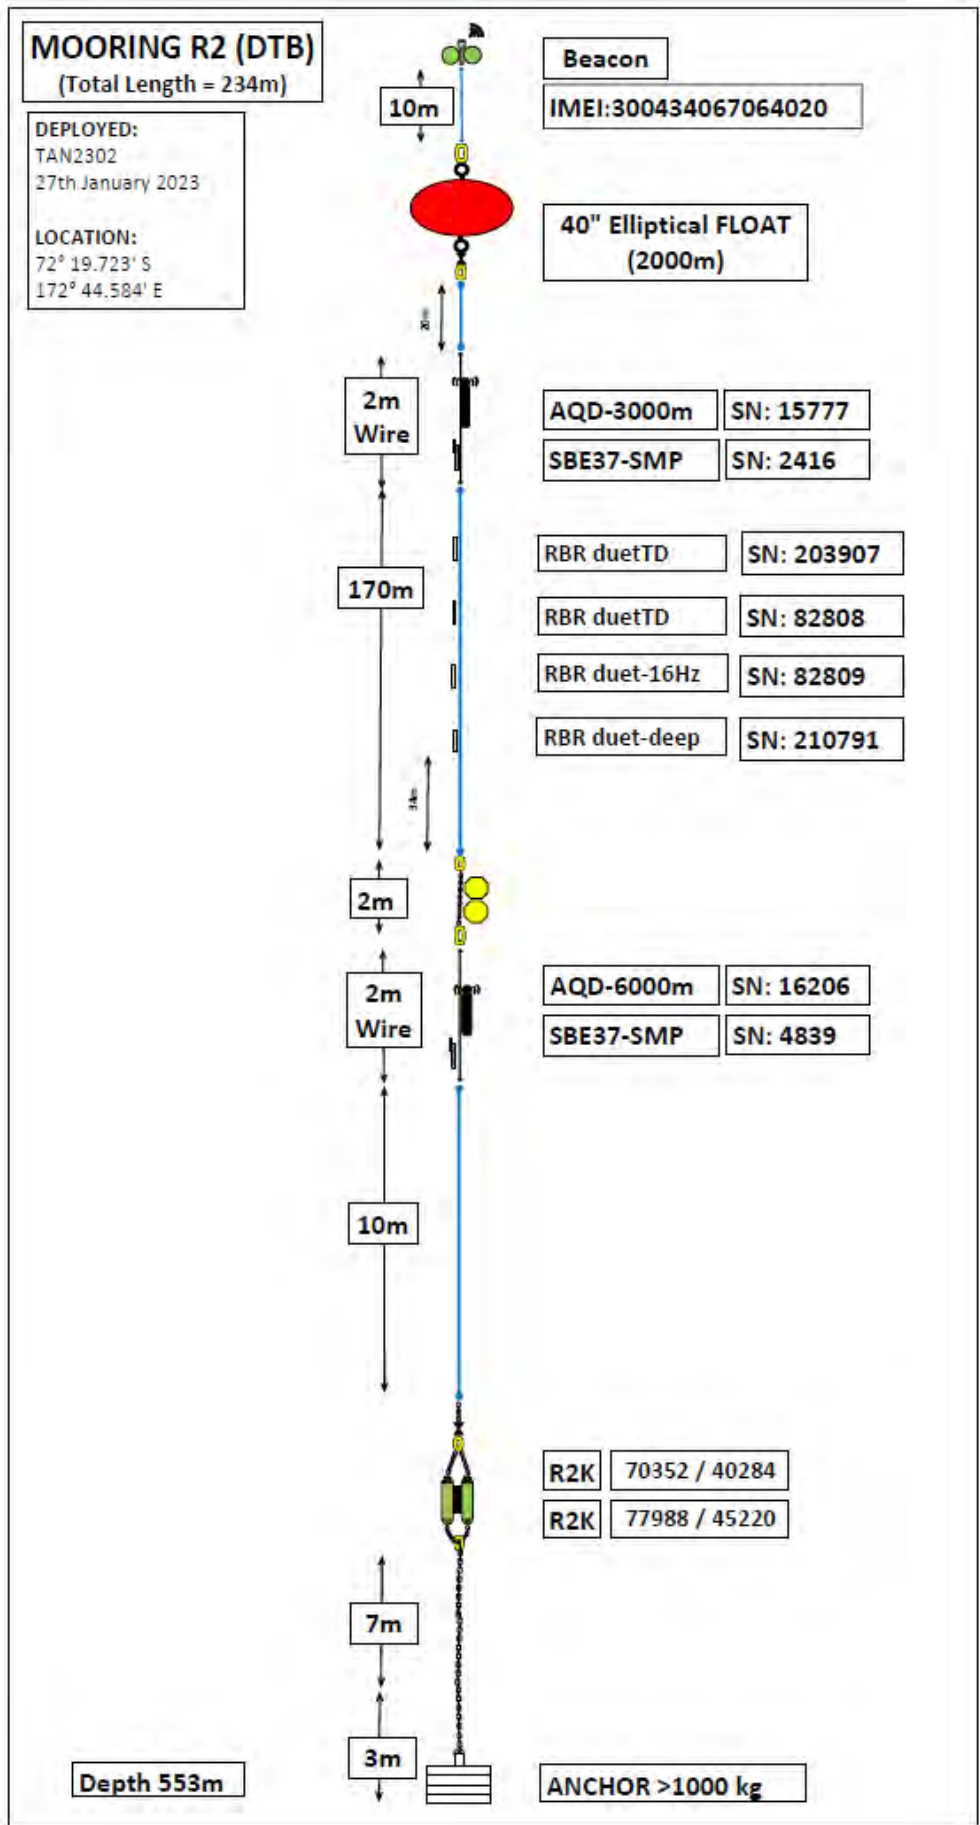 MOORING R2 (DTB)
(Total Length = 234m)
DEPLOYED:
TAN2302
27th January 2023
LOCATION:
72° 19.723' S
172° 44.584' E
10m
Beacon
IMEI:300434067064020
40" Elliptical FLOAT
(2000m)
20m
2m
Wire
AQD-3000m SN: 15777
SBE37-SMP SN: 2416
170m
RBR duetTD SN: 203907
RBR duetTD SN: 82808
RBR duet-16Hz SN: 82809
RBR duet-deep SN: 210791
34m
2m
2m
Wire
AQD-6000m SN: 16206
SBE37-SMP SN: 4839
10m
R2K 70352 / 40284
R2K 77988 / 45220
7m
3m
Depth 553m
ANCHOR >1000 kg